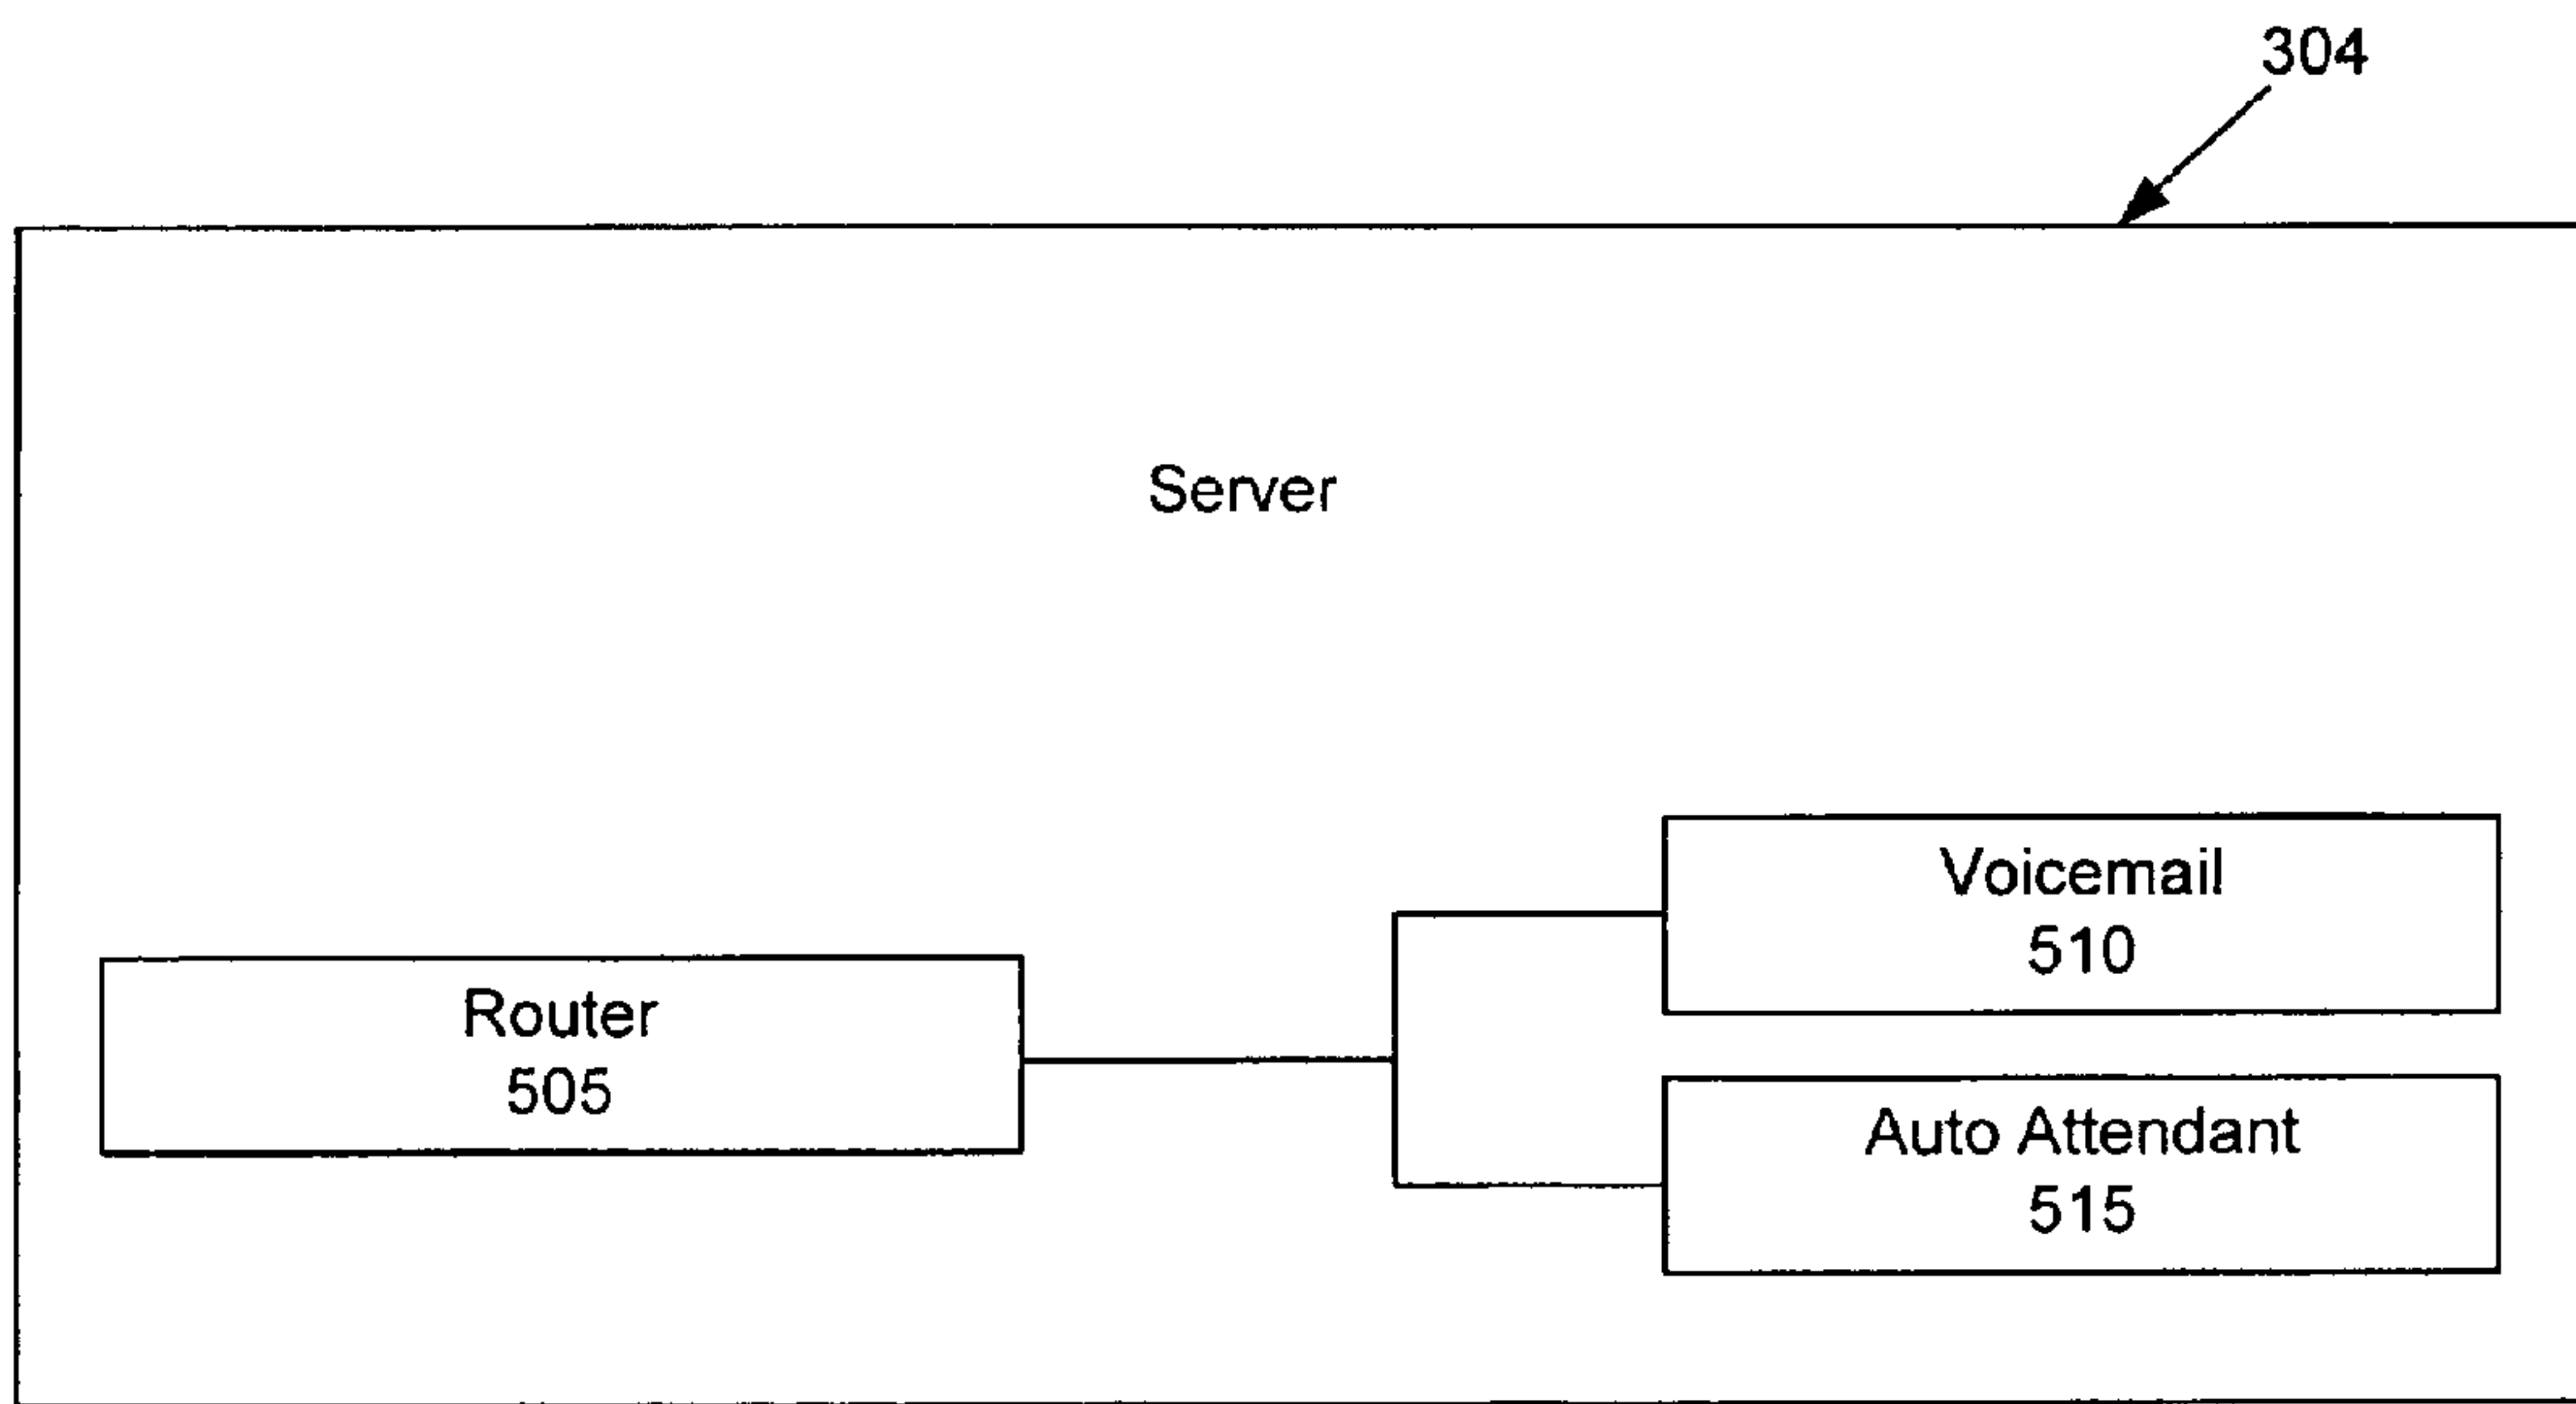 304
Server
Voicemail
510
Router
505
Auto Attendant
515